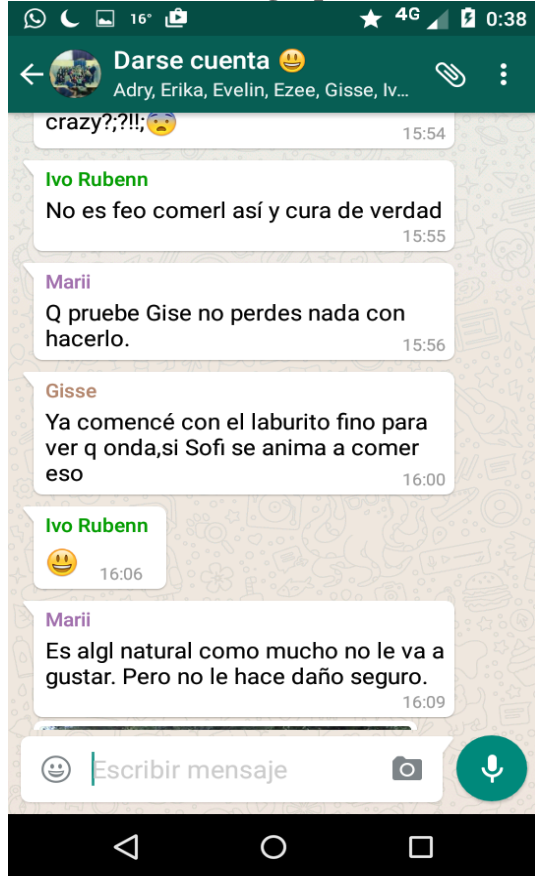 16° 4G 0:38
Darse cuenta 😃
Adry, Erika, Evelin, Ezee, Gisse, Iv...
crazy?;?!!;😨
15:54
Ivo Rubenn
No es feo comerl así y cura de verdad
15:55
Marii
Q pruebe Gise no perdes nada con
hacerlo.
15:56
Gisse
Ya comencé con el laburito fino para
ver q onda,si Sofi se anima a comer
eso
16:00
Ivo Rubenn
😃
16:06
Marii
Es algl natural como mucho no le va a
gustar. Pero no le hace daño seguro.
16:09
Escribir mensaje